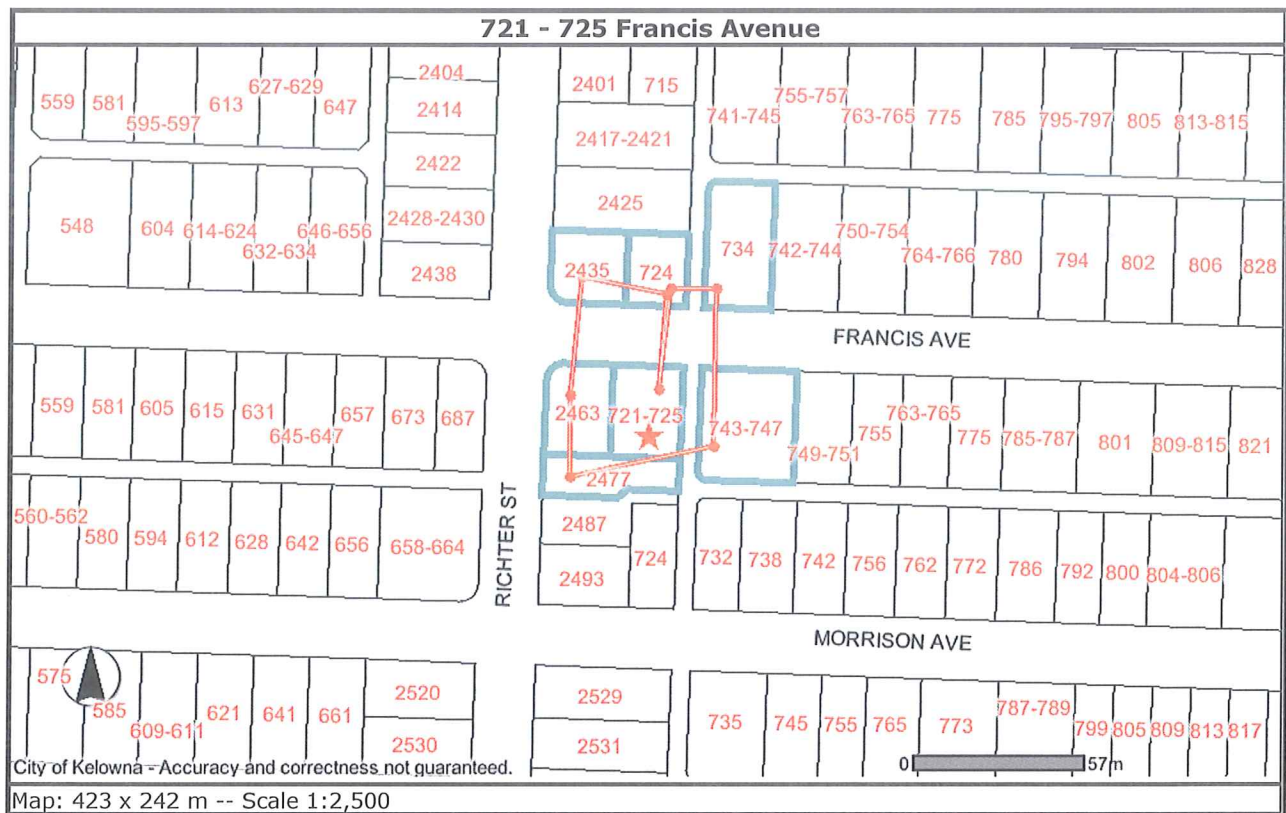 721 - 725 Francis Avenue
559 581 595-597 613 627-629 647
2404
2414
2422
2428-2430
2438
2401 715
2417-2421
2425
741-745 755-757 763-765 775 785 795-797 805 813-815
548 604 614-624 632-634 646-656
2435 724
734 742-744 750-754 764-766 780 794 802 806 828
FRANCIS AVE
559 581 605 615 631 645-647 657 673 687
2463 721-725
2477
743-747 749-751 755 763-765 775 785-787 801 809-815 821
RICHTER ST
560-562 580 594 612 628 642 656 658-664
2487
2493
724
732 738 742 756 762 772 786 792 800 804-806
MORRISON AVE
575 585 609-611 621 641 661
2520
2530
2529
2531
735 745 755 765 773 787-789 799 805 809 813 817
City of Kelowna - Accuracy and correctness not guaranteed.
0 57m
Map: 423 x 242 m -- Scale 1:2,500